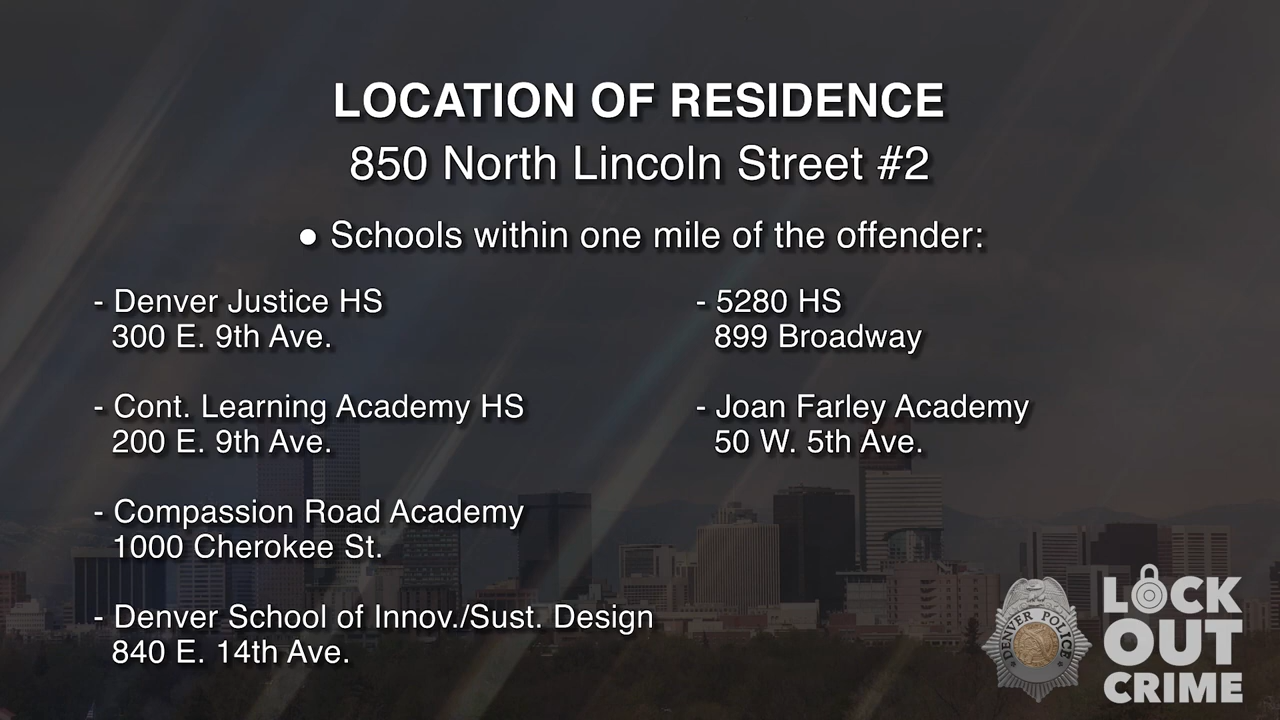 LOCATION OF RESIDENCE
850 North Lincoln Street #2
● Schools within one mile of the offender:
- Denver Justice HS
300 E. 9th Ave.
- Cont. Learning Academy HS
200 E. 9th Ave.
- Compassion Road Academy
1000 Cherokee St.
- Denver School of Innov./Sust. Design
840 E. 14th Ave.
- 5280 HS
899 Broadway
- Joan Farley Academy
50 W. 5th Ave.
DENVER POLICE
LOCK
OUT
CRIME